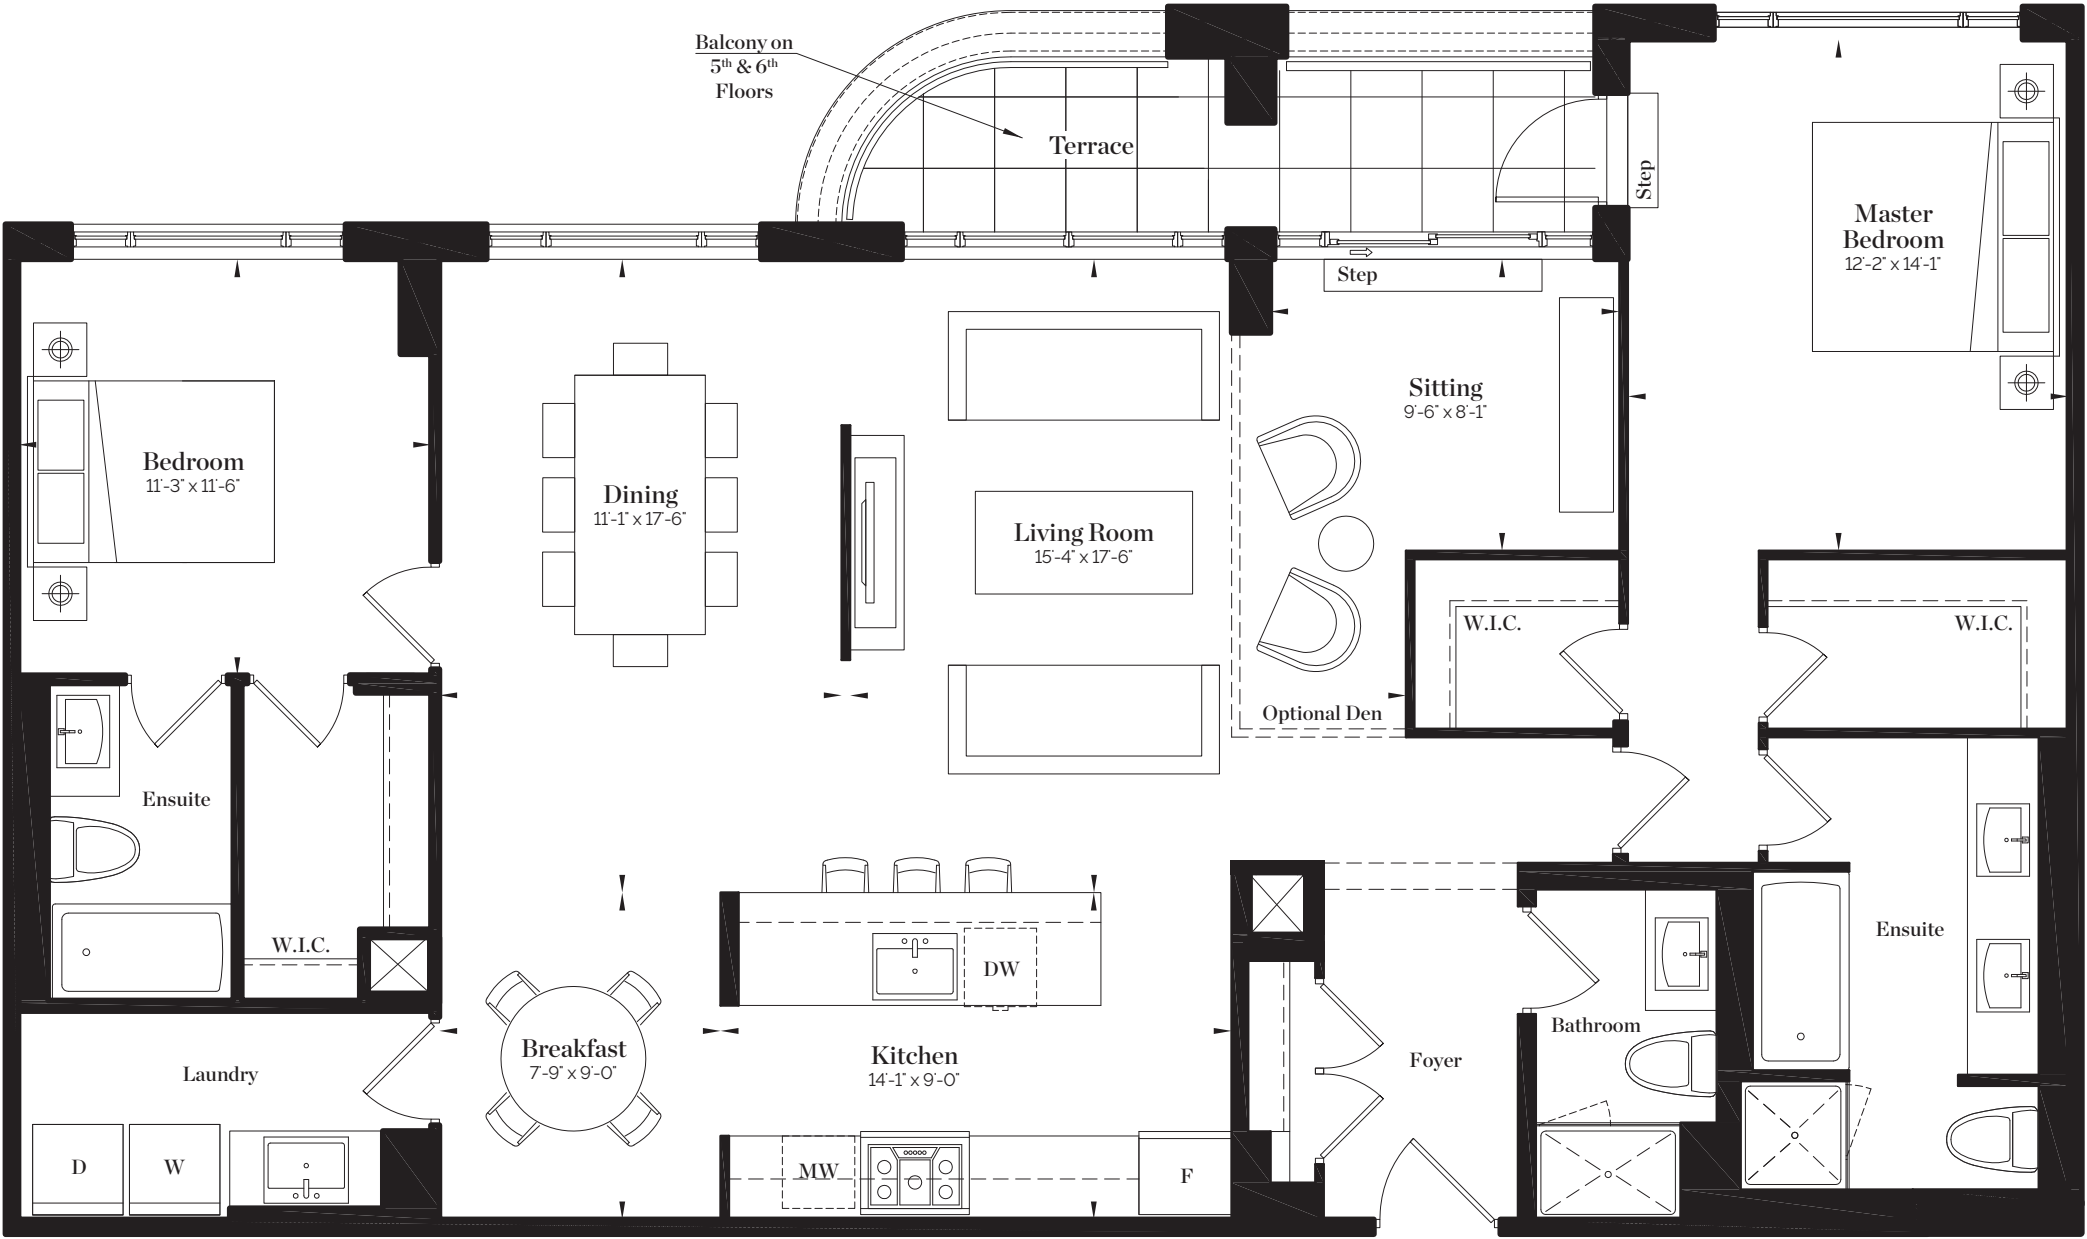 Balcony on
5th & 6th
Floors
Terrace
Step
Master
Bedroom
12'-2" x 14'-1"
Step
Sitting
9'-6" x 8'-1"
Bedroom
11'-3" x 11'-6"
Dining
11'-1" x 17'-6"
Living Room
15'-4" x 17'-6"
W.I.C.
W.I.C.
Optional Den
Ensuite
W.I.C.
DW
Ensuite
Bathroom
Breakfast
7'-9" x 9'-0"
Kitchen
14'-1" x 9'-0"
Foyer
Laundry
D
W
MW
F